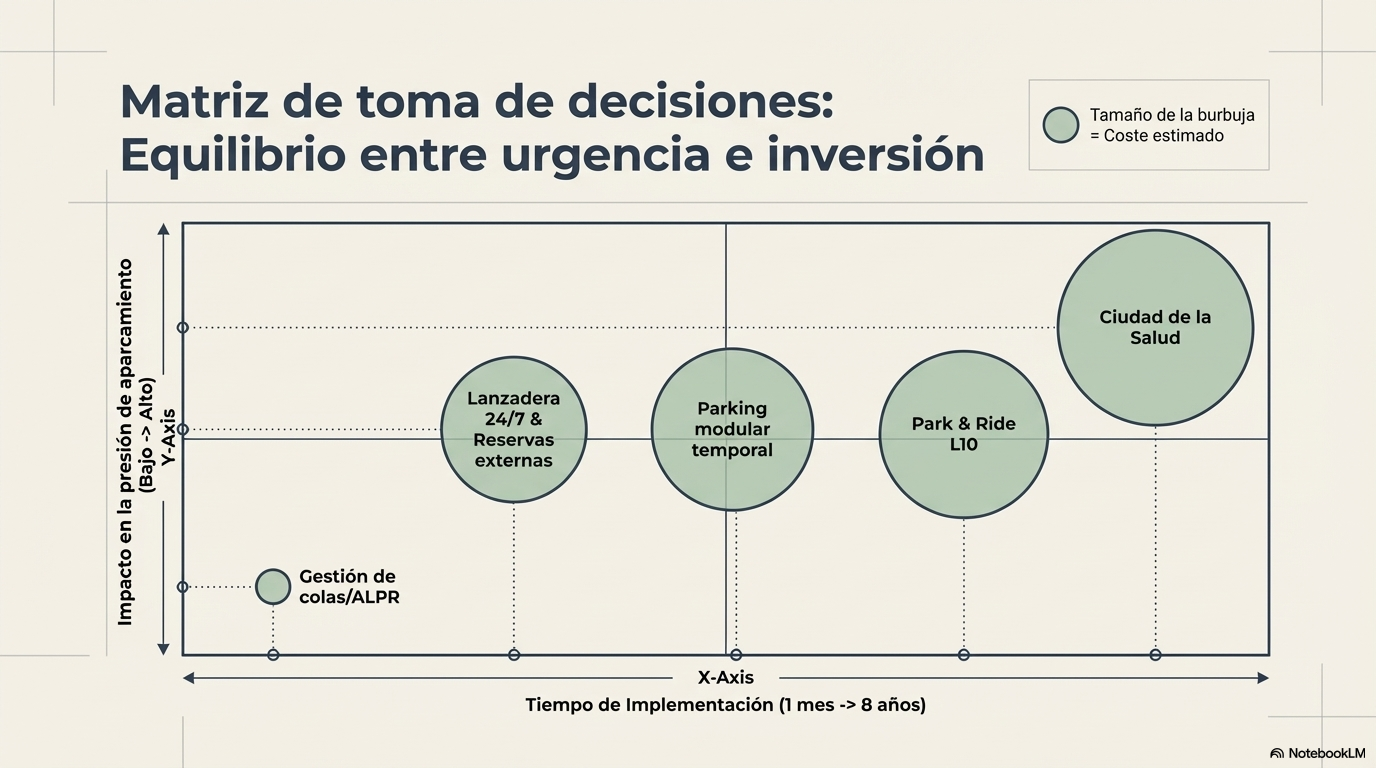 Matriz de toma de decisiones:
Equilibrio entre urgencia e inversión
Tamaño de la burbuja
= Coste estimado
Impacto en la presión de aparcamiento
(Bajo -> Alto)
Y-Axis
Ciudad de la
Salud
Lanzadera
24/7 &
Reservas
externas
Parking
modular
temporal
Park & Ride
L10
Gestión de
colas/ALPR
X-Axis
Tiempo de Implementación (1 mes -> 8 años)
NotebookLM